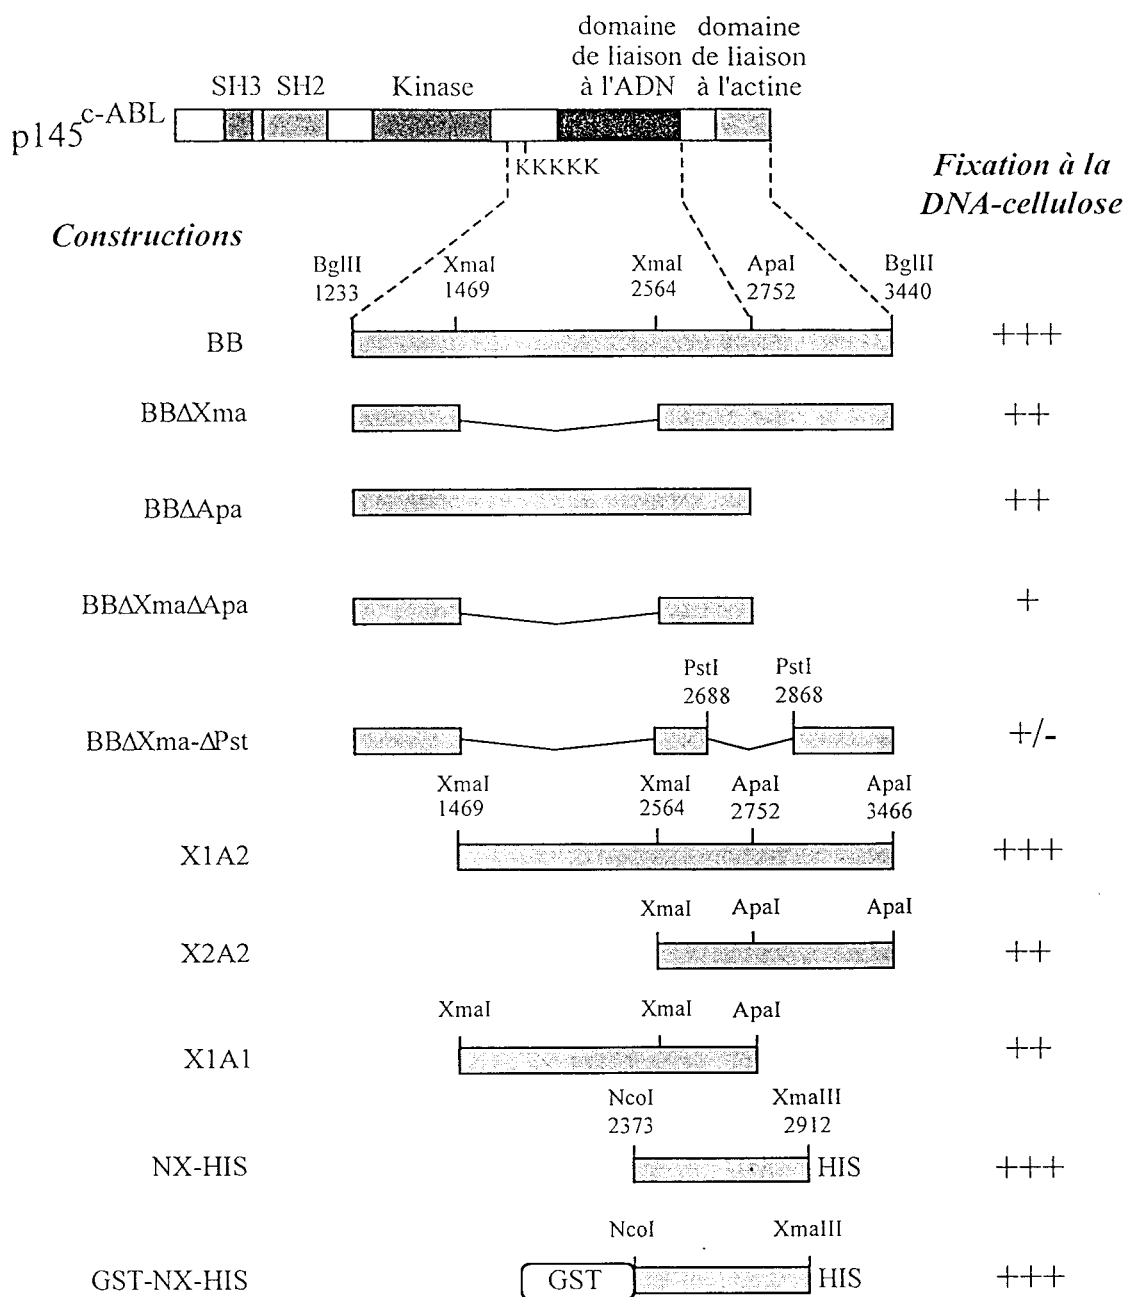 domaine domaine
de liaison de liaison
SH3 SH2 Kinase à l'ADN à l'actine
p145c-ABL
KKKKK
Fixation à la
DNA-cellulose
Constructions
BglII XmaI XmaI ApaI BglII
1233 1469 2564 2752 3440
BB +++
BBΔXma ++
BBΔApa ++
BBΔXmaΔApa +
PstI PstI
2688 2868
BBΔXma-ΔPst +/-
XmaI XmaI ApaI ApaI
1469 2564 2752 3466
X1A2 +++
XmaI ApaI ApaI
X2A2 ++
XmaI XmaI ApaI
X1A1 ++
NcoI XmaIII
2373 2912
NX-HIS HIS +++
NcoI XmaIII
GST-NX-HIS GST HIS +++